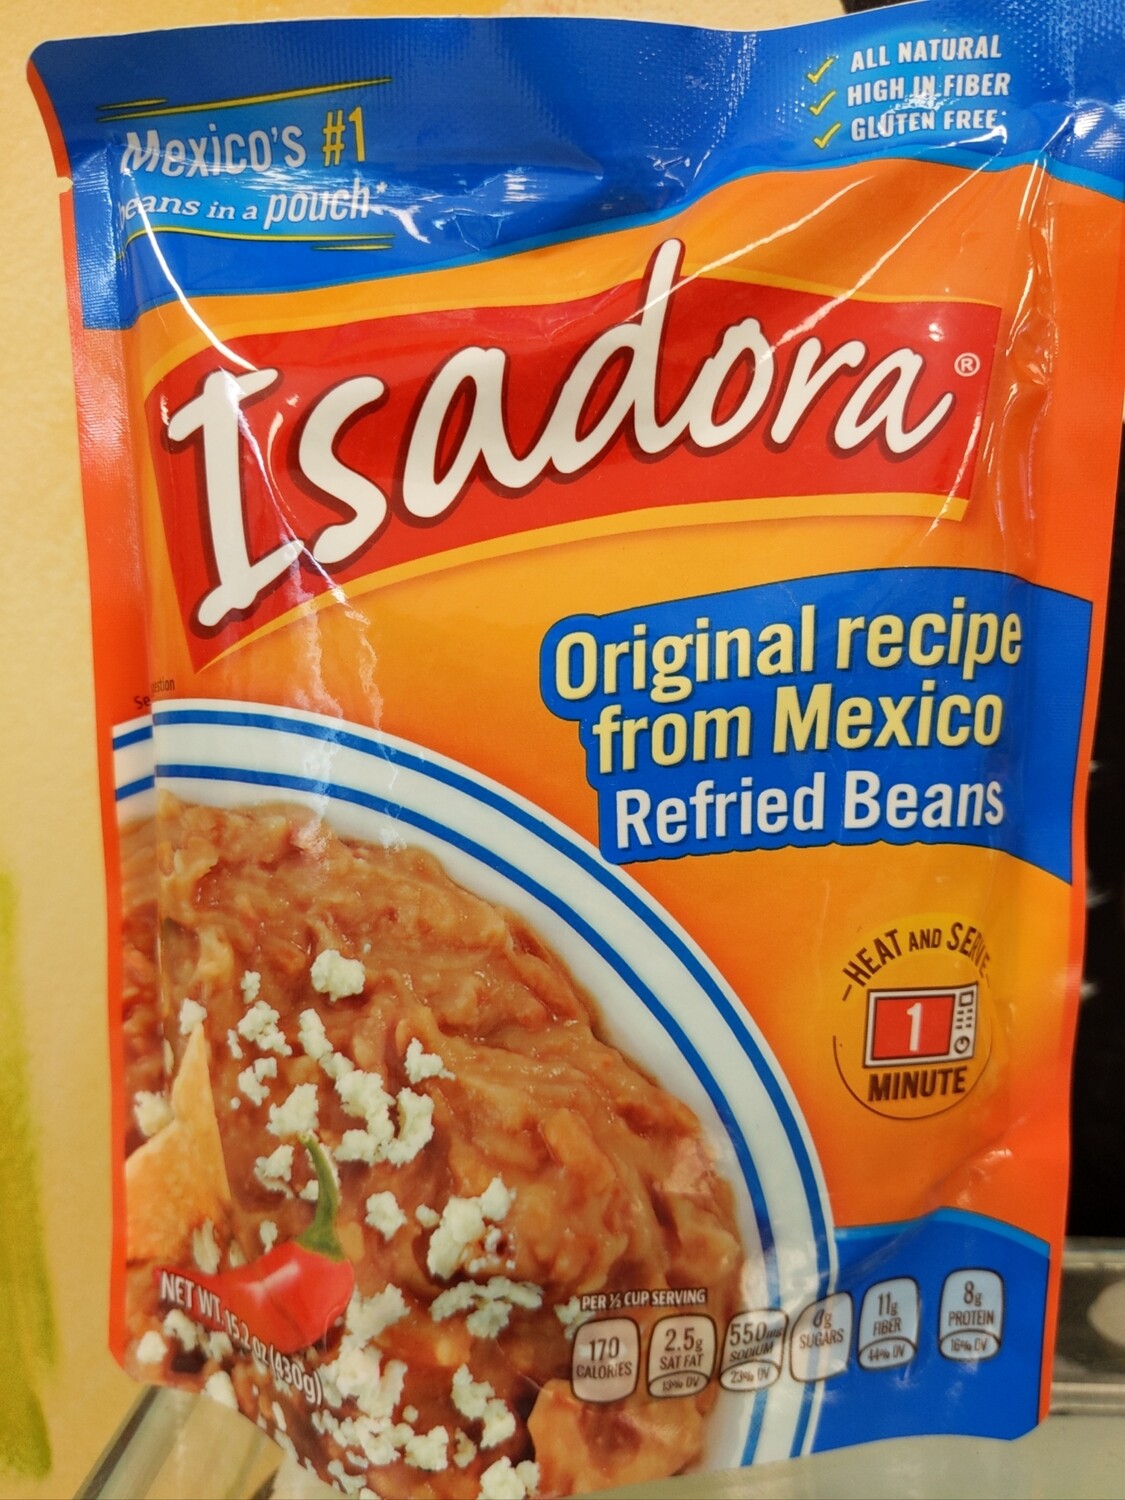 ALL NATURAL
HIGH IN FIBER
GLUTEN FREE
Mexico's #1
beans in a pouch*
Isadora®
Original recipe
from Mexico
Refried Beans
HEAT AND SERVE
1
MINUTE
NET WT. 15.2 oz (430g)
PER ½ CUP SERVING
170
CALORIES
2.5g
SAT FAT
13% DV
550mg
SODIUM
23% DV
0g
SUGARS
11g
FIBER
44% DV
8g
PROTEIN
16% DV